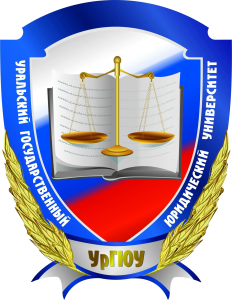 УРАЛЬСКИЙ ГОСУДАРСТВЕННЫЙ
ЮРИДИЧЕСКИЙ УНИВЕРСИТЕТ
УрГЮУ